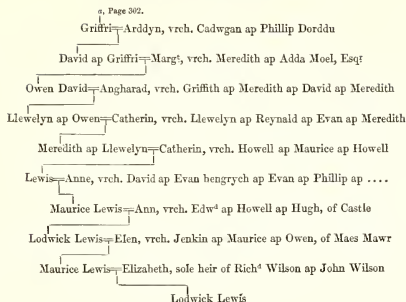 a, Page 302.
Griffri=Arddyn, vrch. Cadwgan ap Phillip Dorddu
David ap Griffri=Margt, vrch. Meredith ap Adda Moel, Esqr
Owen David=Angharad, vrch. Griffith ap Meredith ap David ap Meredith
Llewelyn ap Owen=Catherin, vrch. Llewelyn ap Reynald ap Evan ap Meredith
Meredith ap Llewelyn=Catherin, vrch. Howell ap Maurice ap Howell
Lewis=Anne, vrch. David ap Evan hengrych ap Evan ap Phillip ap ....
Maurice Lewis=Ann, vrch. Edwd ap Howell ap Hugh, of Castle
Lodwick Lewis=Elen, vrch. Jenkin ap Maurice ap Owen, of Maes Mawr
Maurice Lewis=Elizabeth, sole heir of Richd Wilson ap John Wilson
Lodwick Lewis